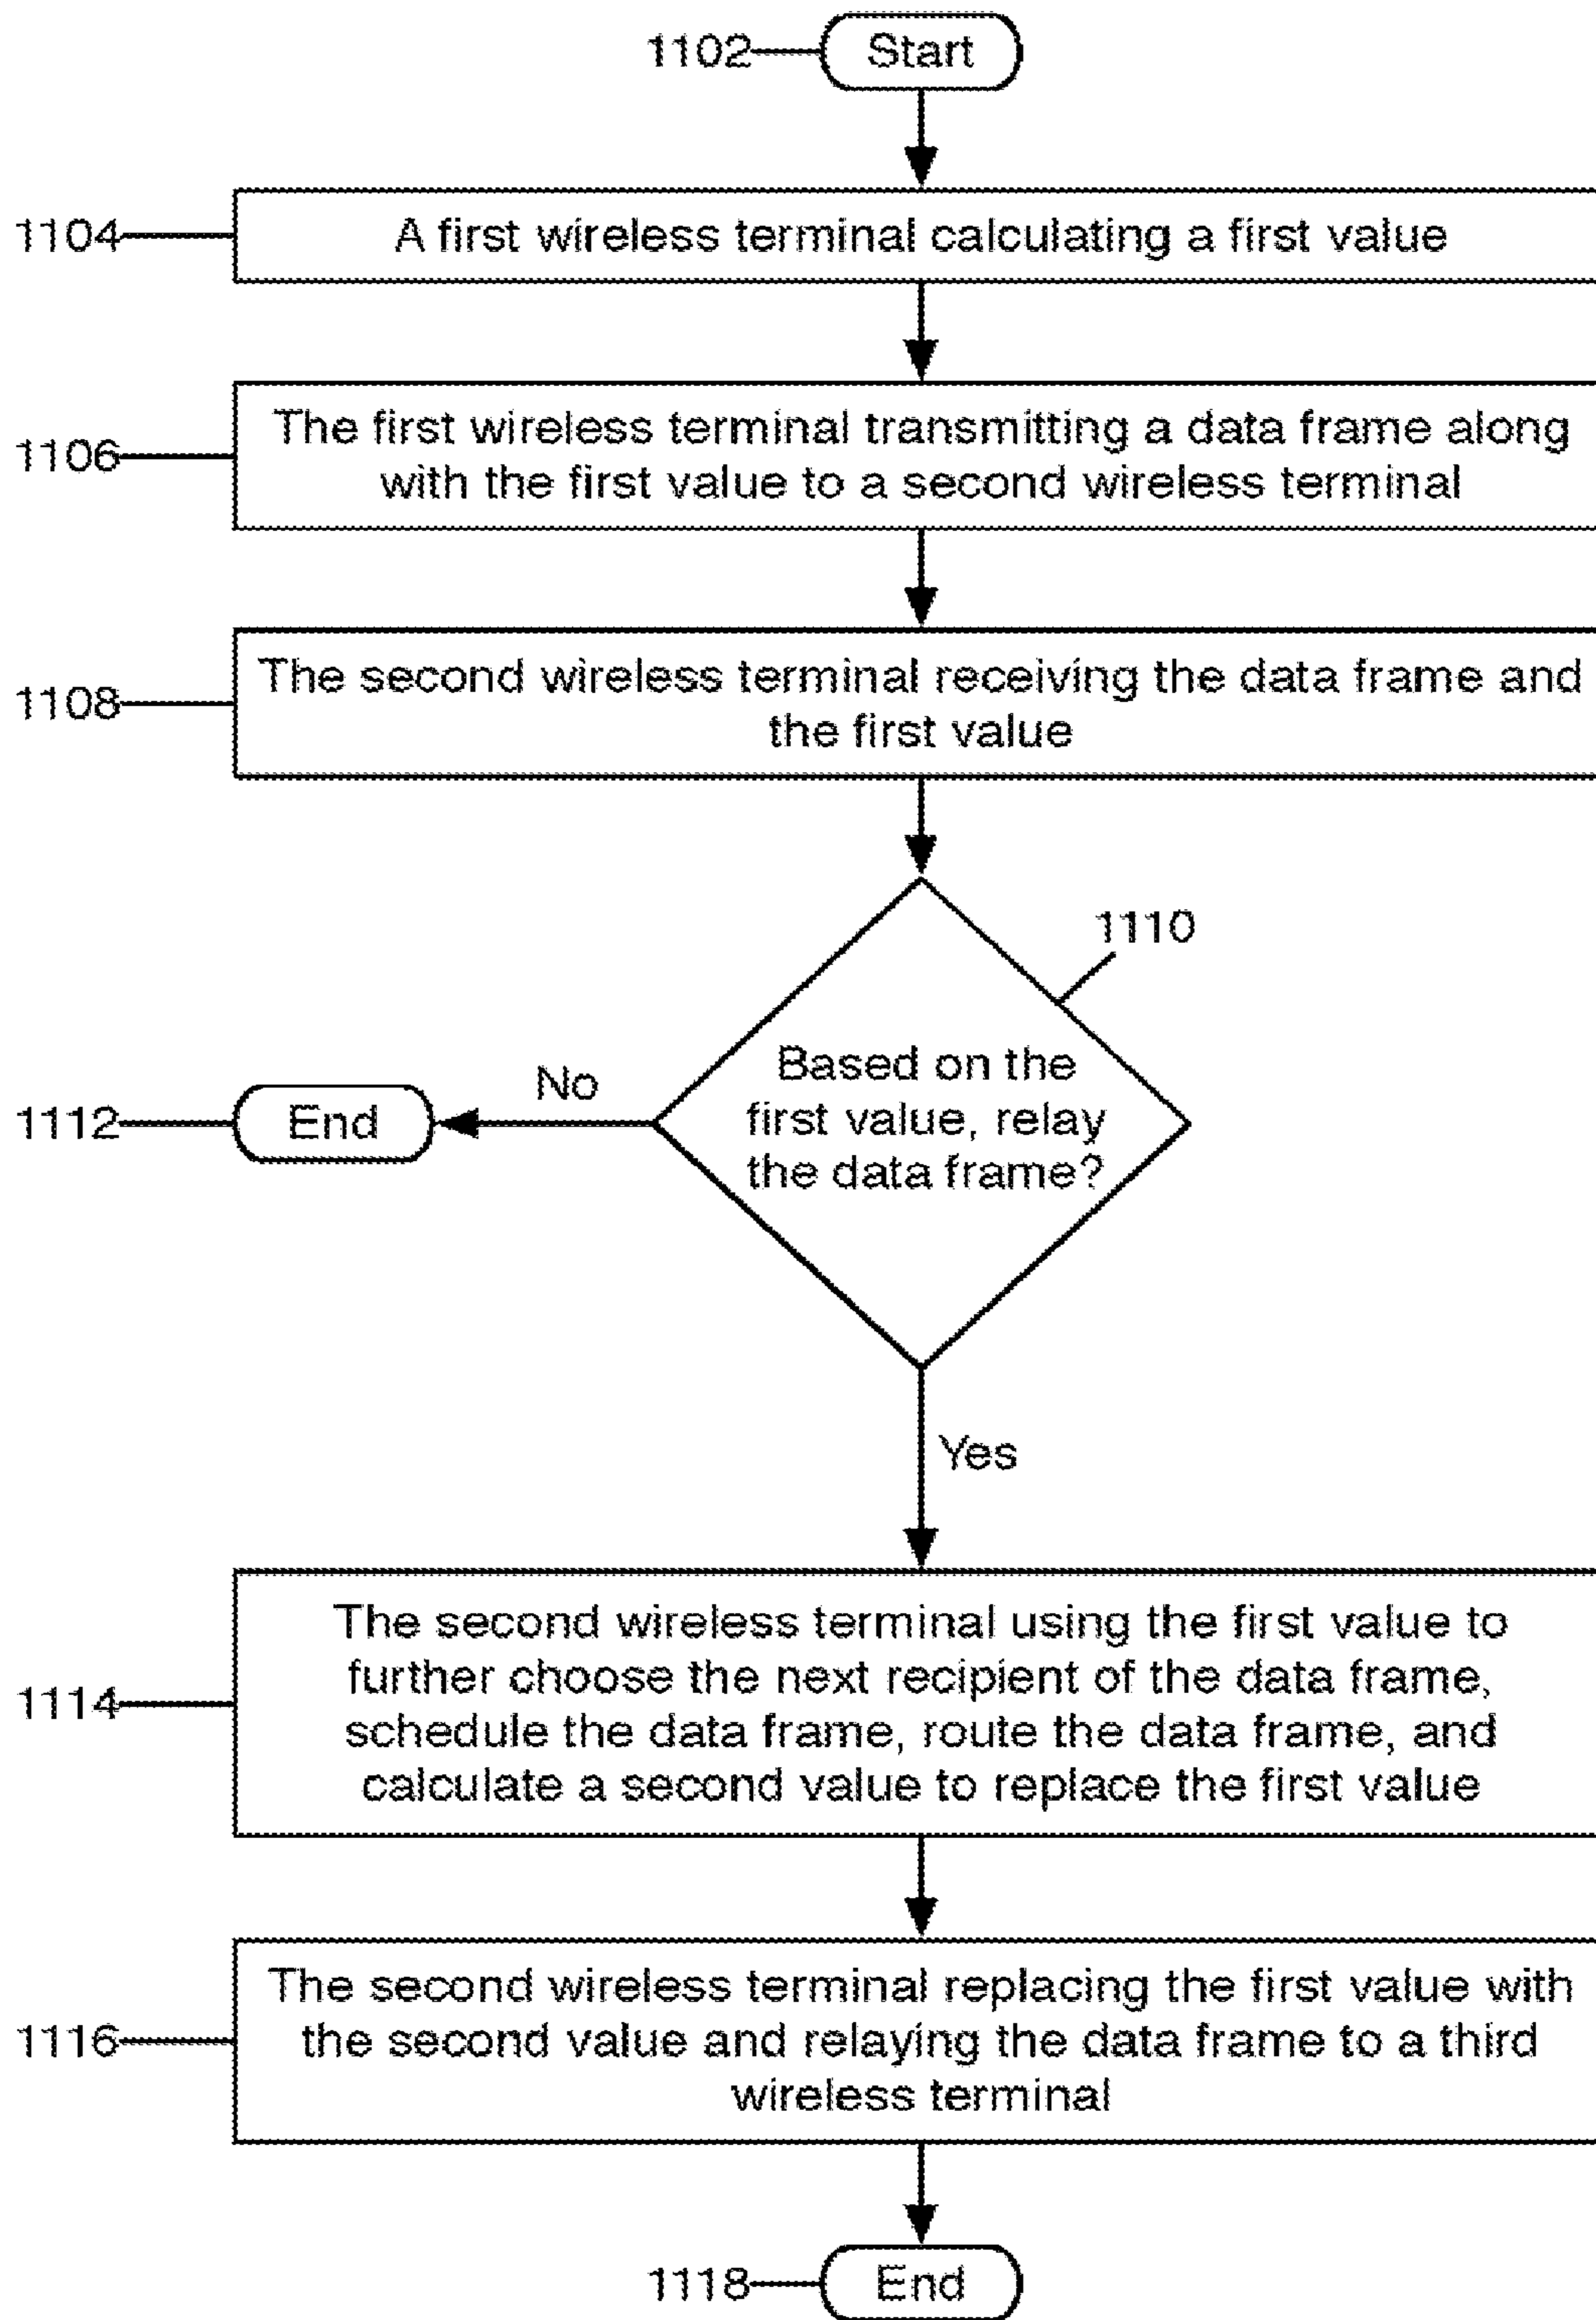 1102
Start
1104
A first wireless terminal calculating a first value
1106
The first wireless terminal transmitting a data frame along
with the first value to a second wireless terminal
1108
The second wireless terminal receiving the data frame and
the first value
1110
Based on the
first value, relay
the data frame?
No
1112
End
Yes
1114
The second wireless terminal using the first value to
further choose the next recipient of the data frame,
schedule the data frame, route the data frame, and
calculate a second value to replace the first value
1116
The second wireless terminal replacing the first value with
the second value and relaying the data frame to a third
wireless terminal
1118
End